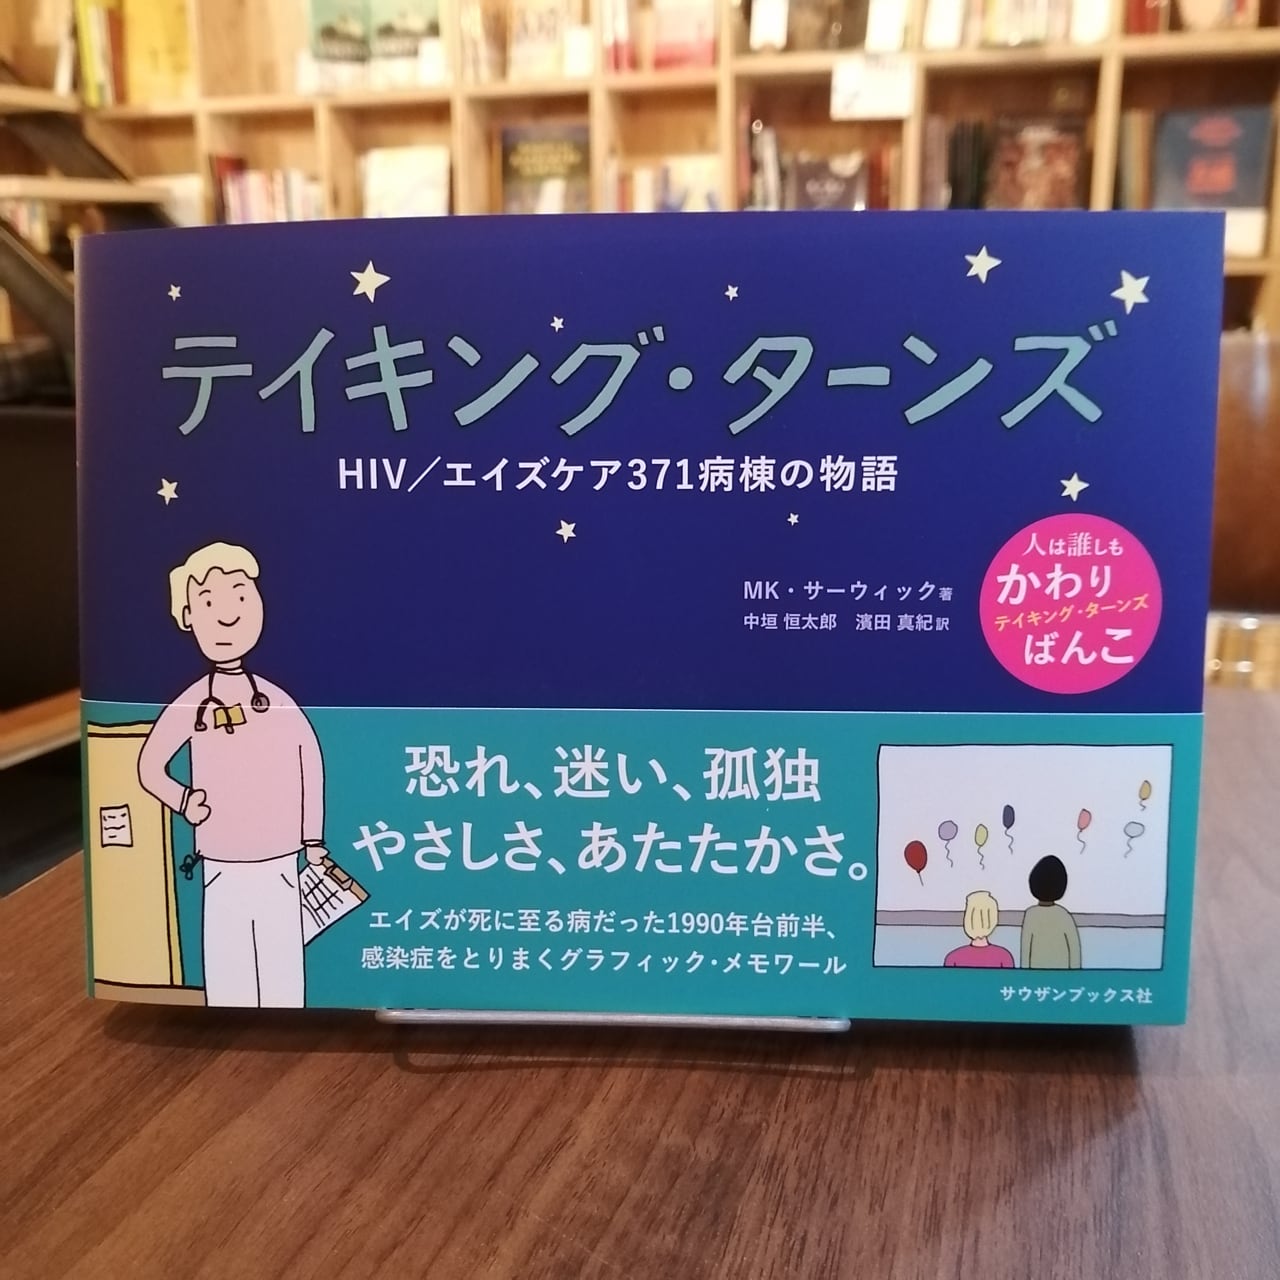 テイキング・ターンズ
HIV／エイズケア371病棟の物語
MK・サーウィック著
中垣 恒太郎　濱田 真紀 訳
人は誰しも
かわり
テイキング・ターンズ
ばんこ
恐れ、迷い、孤独
やさしさ、あたたかさ。
エイズが死に至る病だった1990年台前半、
感染症をとりまくグラフィック・メモワール
サウザンブックス社